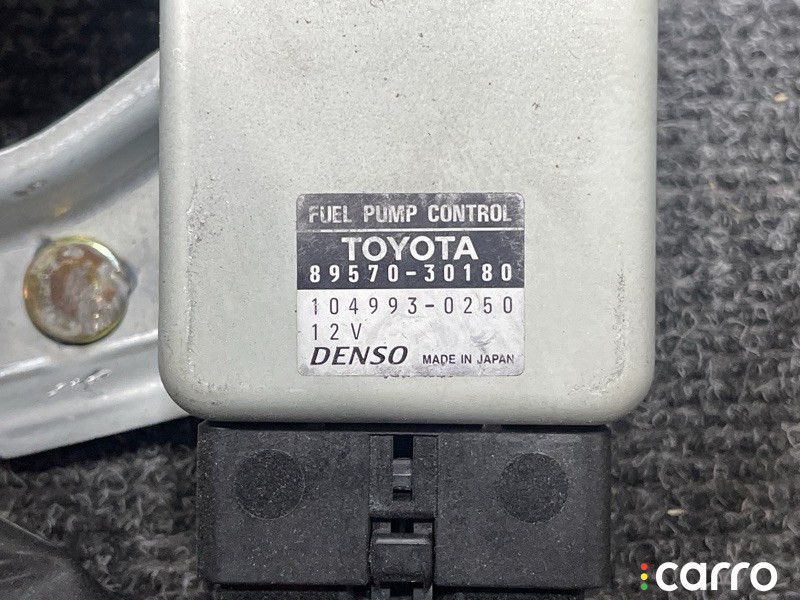 FUEL PUMP CONTROL
TOYOTA
89570-30180
104993-0250
12V
DENSO MADE IN JAPAN
carro